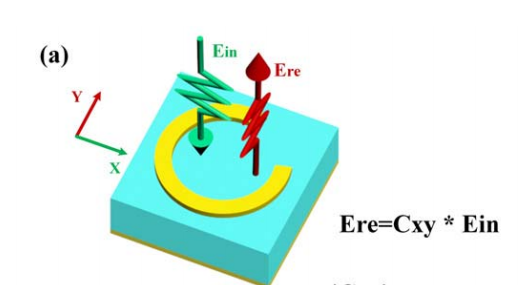 (a)
Ein
Ere
Y
X
Ere=Cxy * Ein